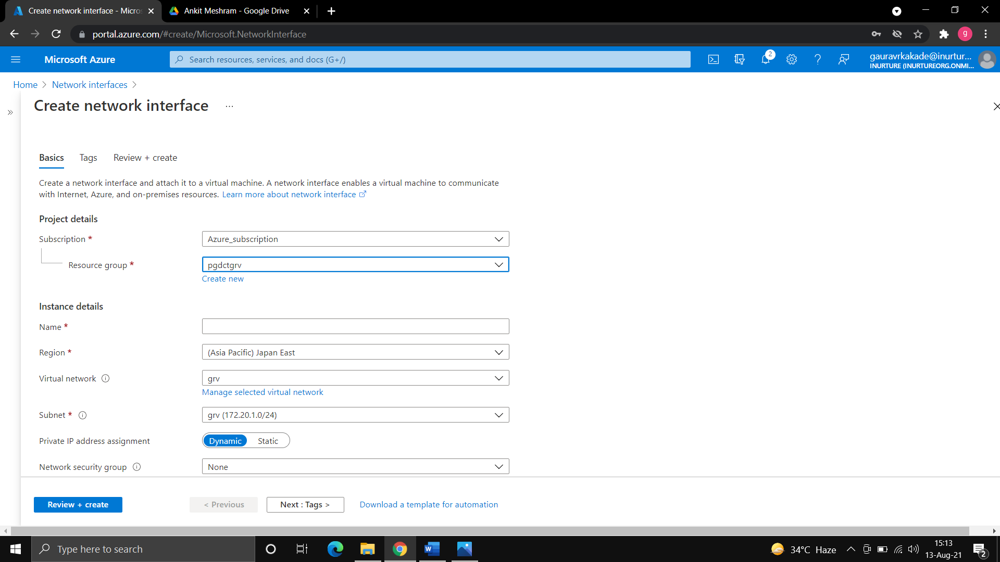 Create network interface - Micros
Ankit Meshram - Google Drive
portal.azure.com/#create/Microsoft.NetworkInterface
g
Microsoft Azure
Search resources, services, and docs (G+/)
2
gauravrkakade@inurtur...
INURTURE (INURTUREORG.ONMI...
Home > Network interfaces >
Create network interface ...
Basics Tags Review + create
Create a network interface and attach it to a virtual machine. A network interface enables a virtual machine to communicate
with Internet, Azure, and on-premises resources. Learn more about network interface
Project details
Subscription * Azure_subscription
Resource group * pgdctgrv
Create new
Instance details
Name *
Region * (Asia Pacific) Japan East
Virtual network grv
Manage selected virtual network
Subnet * grv (172.20.1.0/24)
Private IP address assignment Dynamic Static
Network security group None
Review + create < Previous Next : Tags > Download a template for automation
Type here to search
34°C Haze
15:13
13-Aug-21
2